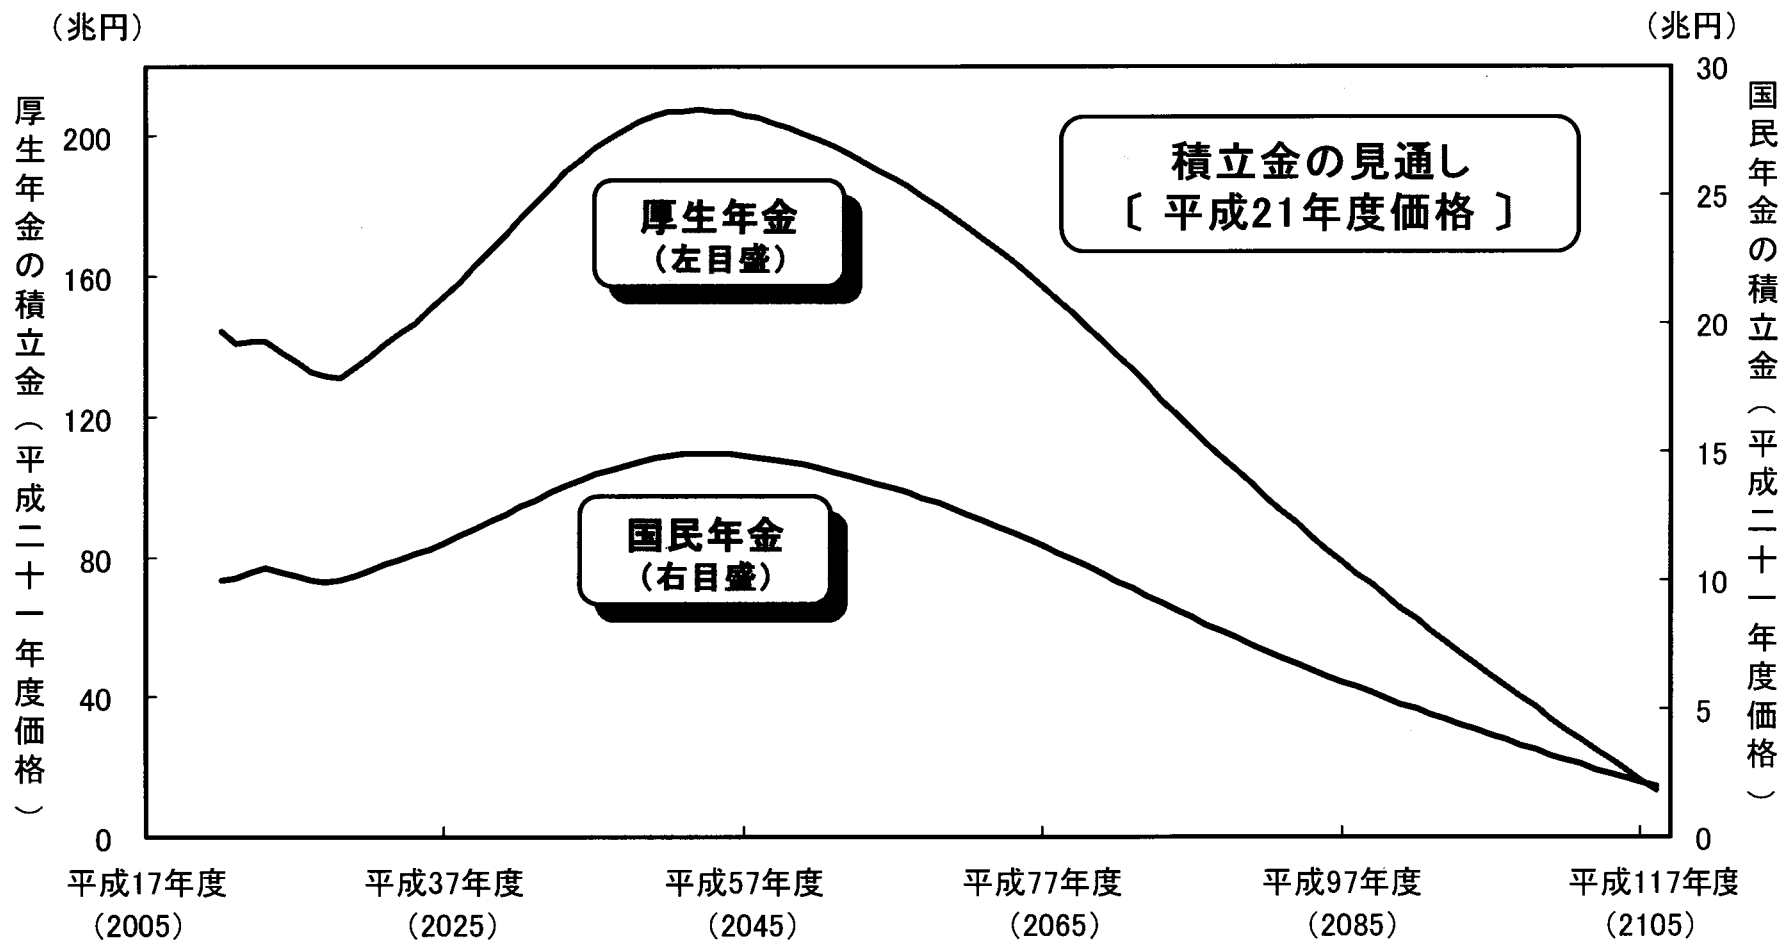 （兆円）
（兆円）
厚生年金の積立金（平成二十一年度価格）
国民年金の積立金（平成二十一年度価格）
積立金の見通し
〔 平成21年度価格 〕
厚生年金
（左目盛）
国民年金
（右目盛）
200
160
120
80
40
0
30
25
20
15
10
5
0
平成17年度
（2005）
平成37年度
（2025）
平成57年度
（2045）
平成77年度
（2065）
平成97年度
（2085）
平成117年度
（2105）